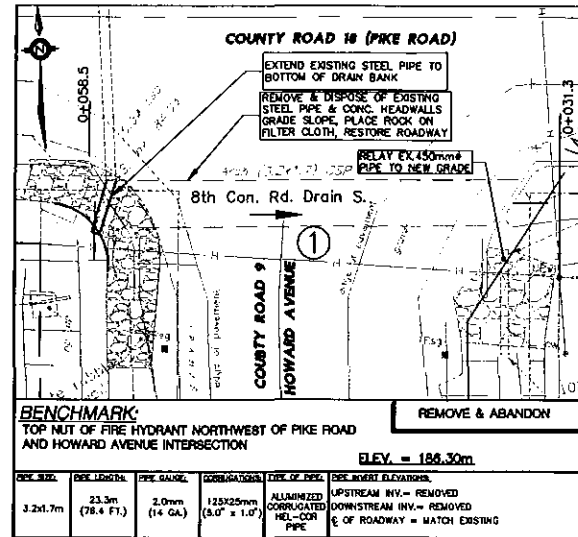 COUNTY ROAD 18 (PIKE ROAD)
N
EXTEND EXISTING STEEL PIPE TO
BOTTOM OF DRAIN BANK
0+058.5
REMOVE & DISPOSE OF EXISTING
STEEL PIPE & CONC. HEADWALLS
GRADE SLOPE, PLACE ROCK ON
FILTER CLOTH, RESTORE ROADWAY
0+031.3
RELAY EX.450mmø
PIPE TO NEW GRADE
CSP
8th Con. Rd. Drain S.
1
COUBTY ROAD 9
HOWARD AVENUE
BENCHMARK:
TOP NUT OF FIRE HYDRANT NORTHWEST OF PIKE ROAD
AND HOWARD AVENUE INTERSECTION
REMOVE & ABANDON
ELEV. = 186.30m
PIPE SIZE: PIPE LENGTH: PIPE GAUGE: CORRUGATIONS: TYPE OF PIPE: PIPE INVERT ELEVATIONS:
3.2x1.7m
23.3m
(76.4 FT.)
2.0mm
(14 GA.)
125X25mm
(5.0" x 1.0")
ALUMINIZED
CORRUGATED
HEL-COR
PIPE
UPSTREAM INV.= REMOVED
DOWNSTREAM INV.= REMOVED
℄ OF ROADWAY = MATCH EXISTING